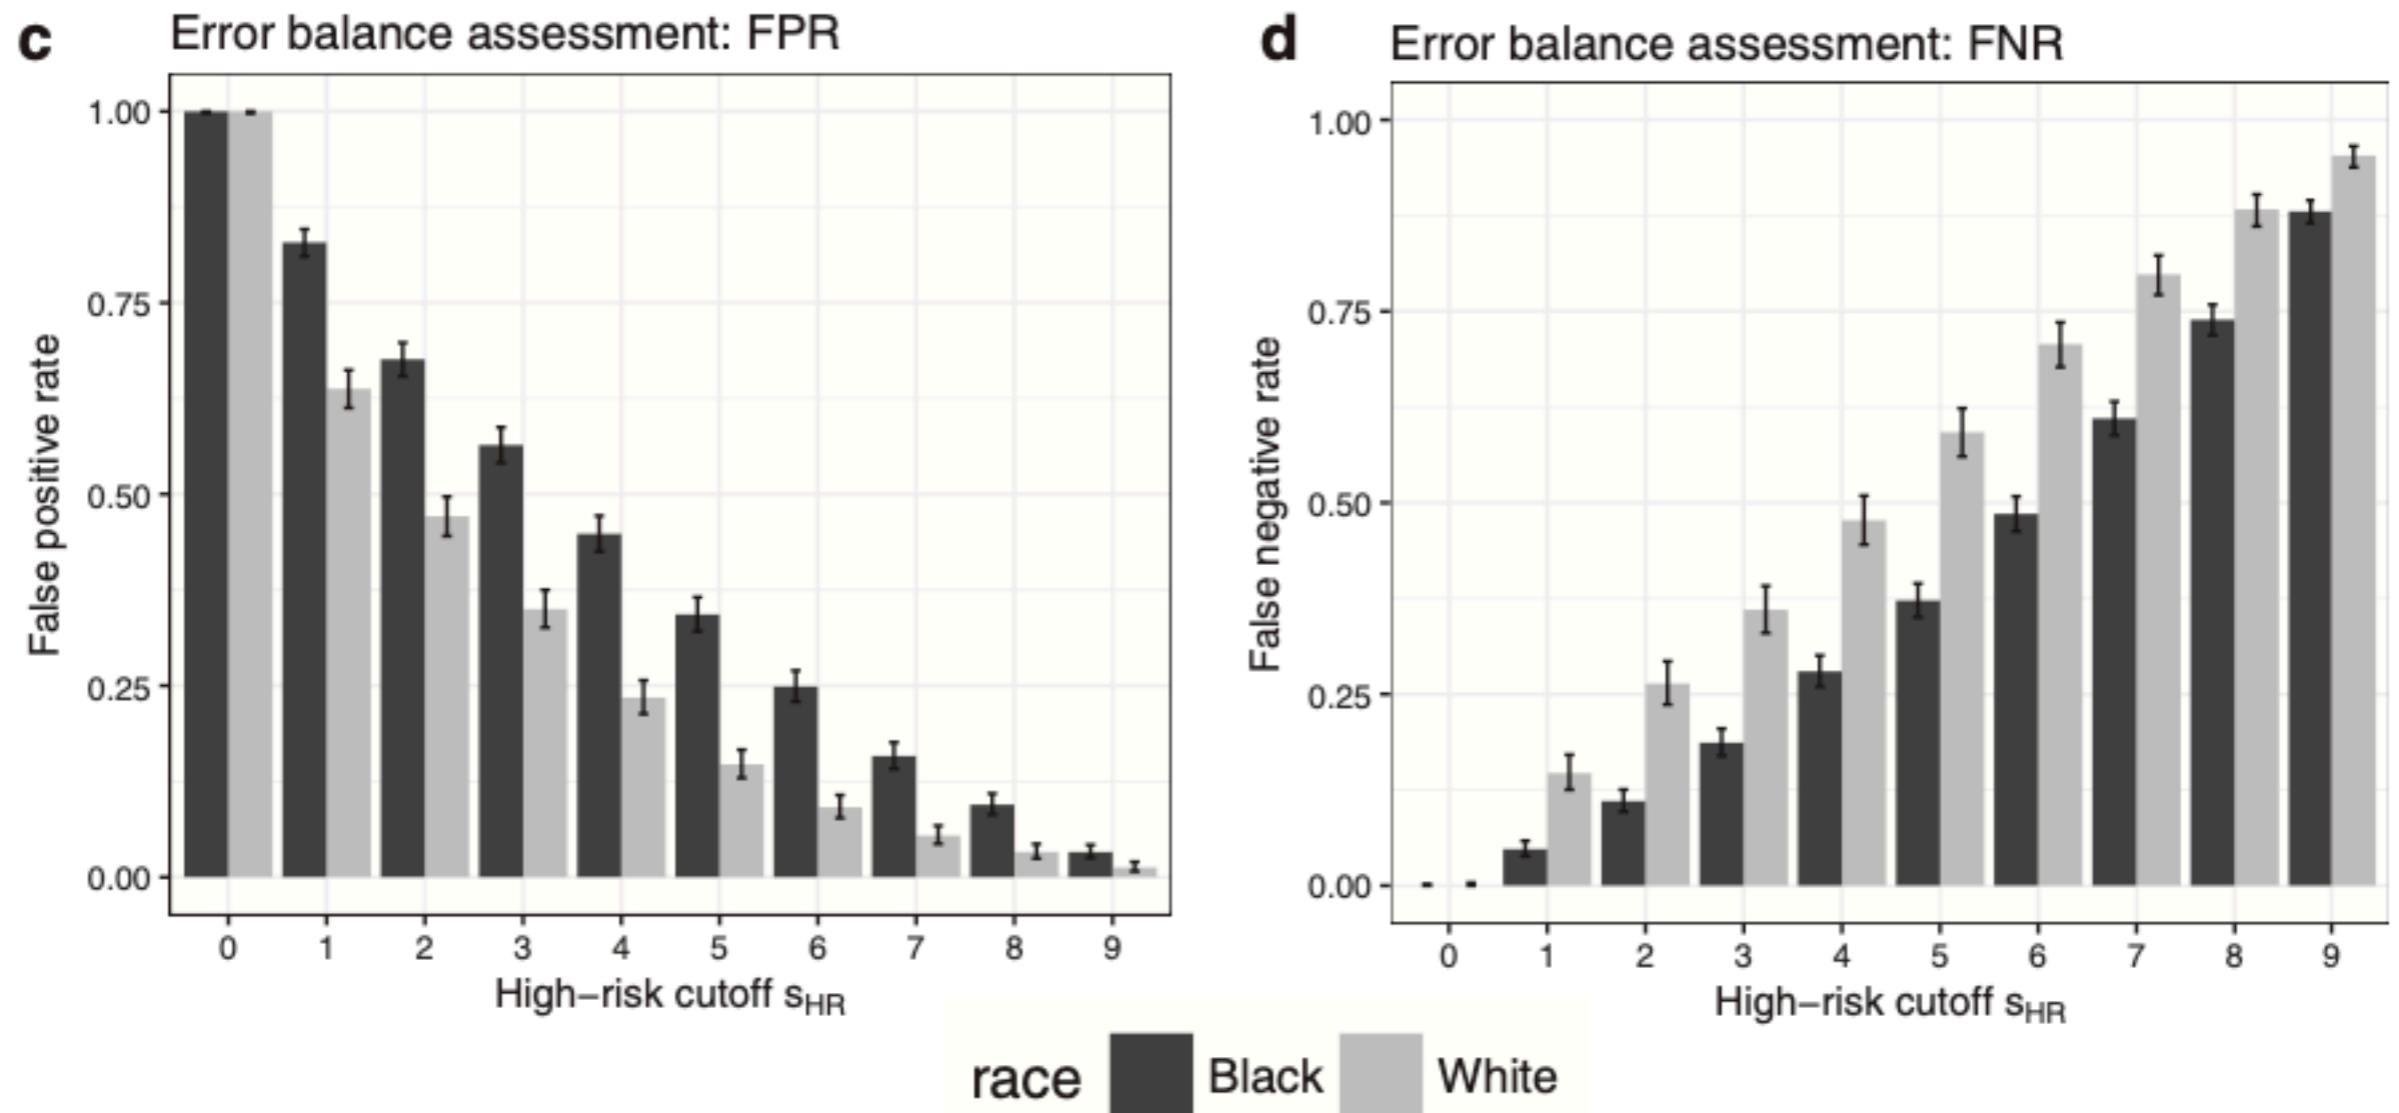 c Error balance assessment: FPR
False positive rate
1.00
0.75
0.50
0.25
0.00
0 1 2 3 4 5 6 7 8 9
High–risk cutoff sHR
d Error balance assessment: FNR
False negative rate
1.00
0.75
0.50
0.25
0.00
0 1 2 3 4 5 6 7 8 9
High–risk cutoff sHR
race Black White